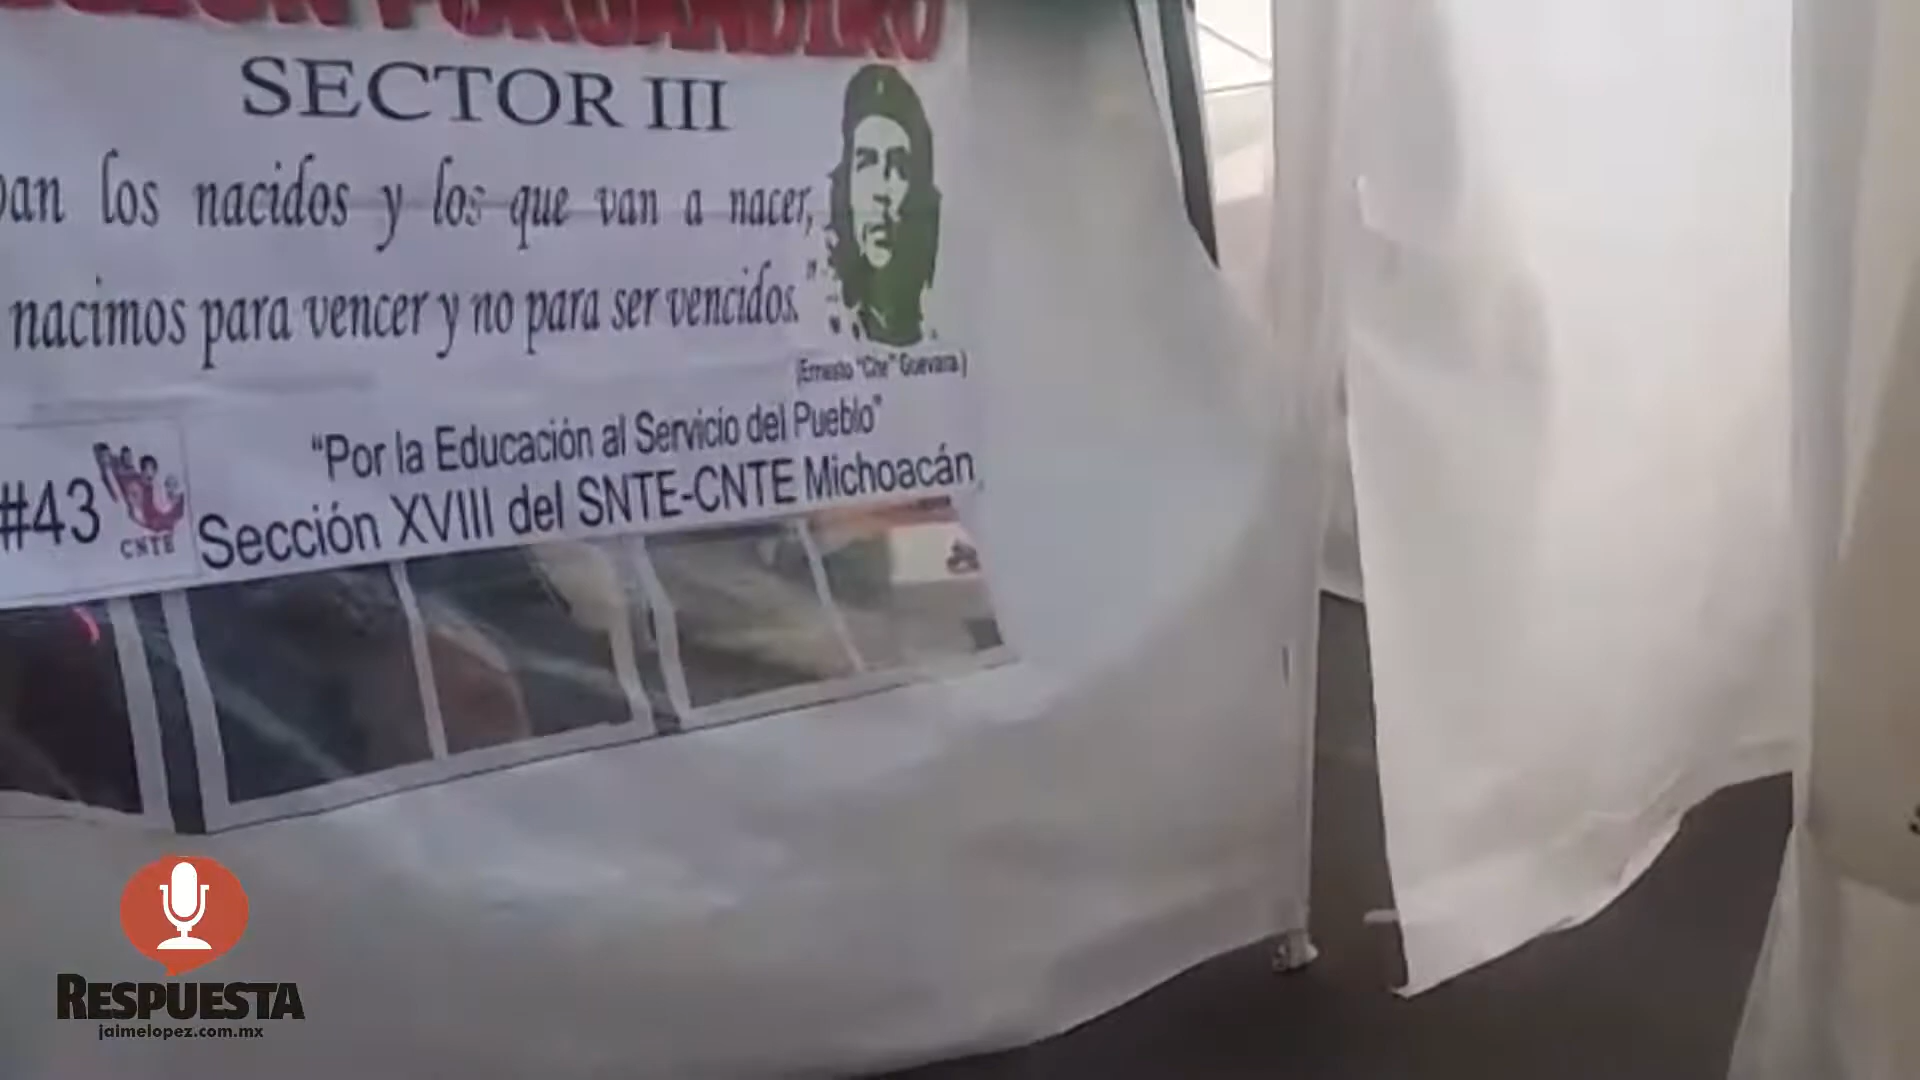 SECTOR III
los nacidos y los que van a nacer,
nacimos para vencer y no para ser vencidos."
(Ernesto "Che" Guevara)
"Por la Educación al Servicio del Pueblo"
#43 CNTE Sección XVIII del SNTE-CNTE Michoacán
RESPUESTA
jaimelopez.com.mx